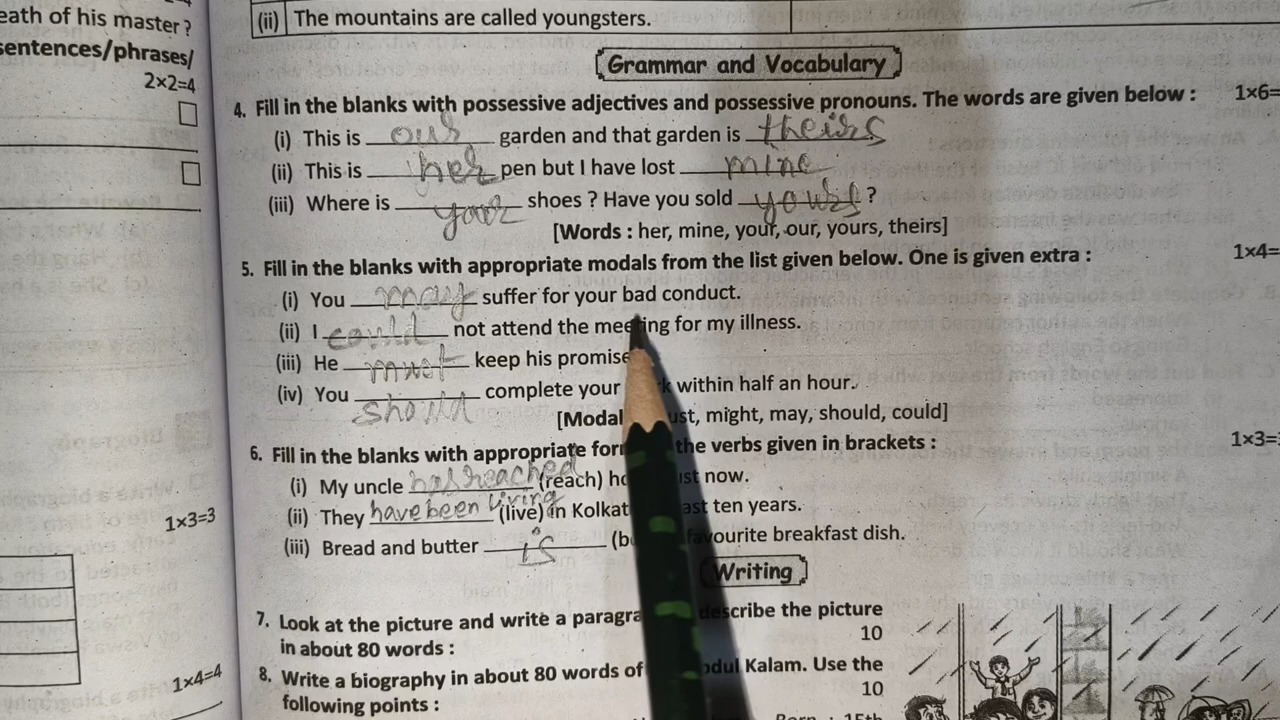 eath of his master?
sentences/phrases/
2×2=4
1×3=3
1×4=4
(ii) The mountains are called youngsters.
Grammar and Vocabulary
4. Fill in the blanks with possessive adjectives and possessive pronouns. The words are given below : 1×6=
(i) This is our garden and that garden is theirs
(ii) This is her pen but I have lost mine
(iii) Where is your shoes ? Have you sold yours ?
[Words : her, mine, your, our, yours, theirs]
5. Fill in the blanks with appropriate modals from the list given below. One is given extra : 1×4=
(i) You may suffer for your bad conduct.
(ii) I could not attend the meeting for my illness.
(iii) He must keep his promise
(iv) You should complete your k within half an hour.
[Modal ust, might, may, should, could]
6. Fill in the blanks with appropriate for the verbs given in brackets : 1×3=
(i) My uncle has reached (reach) ho ust now.
(ii) They have been living (live) in Kolkat ast ten years.
(iii) Bread and butter is (b favourite breakfast dish.
Writing
7. Look at the picture and write a paragra describe the picture
in about 80 words : 10
8. Write a biography in about 80 words of bdul Kalam. Use the
following points : 10
Born : 15th